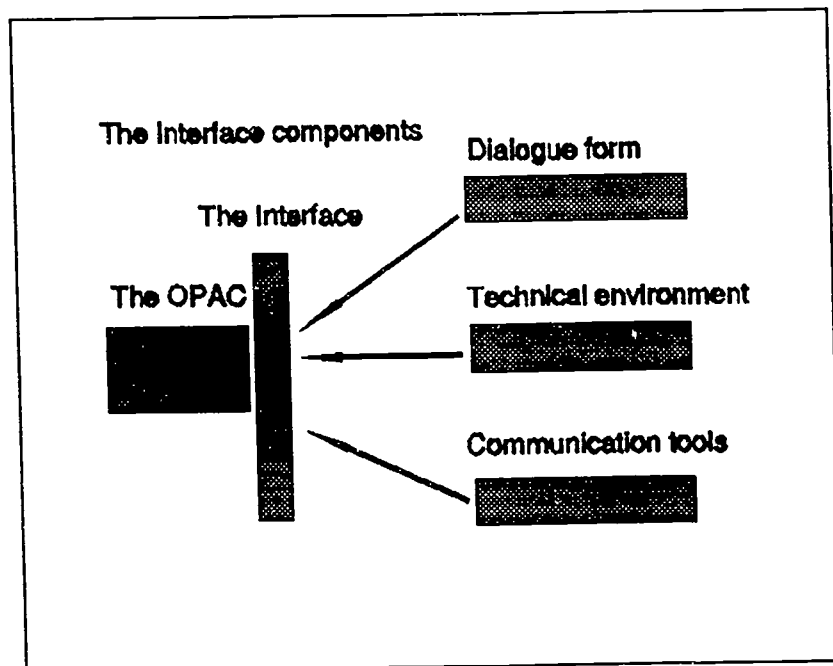 The Interface components
Dialogue form
The Interface
The OPAC
Technical environment
Communication tools